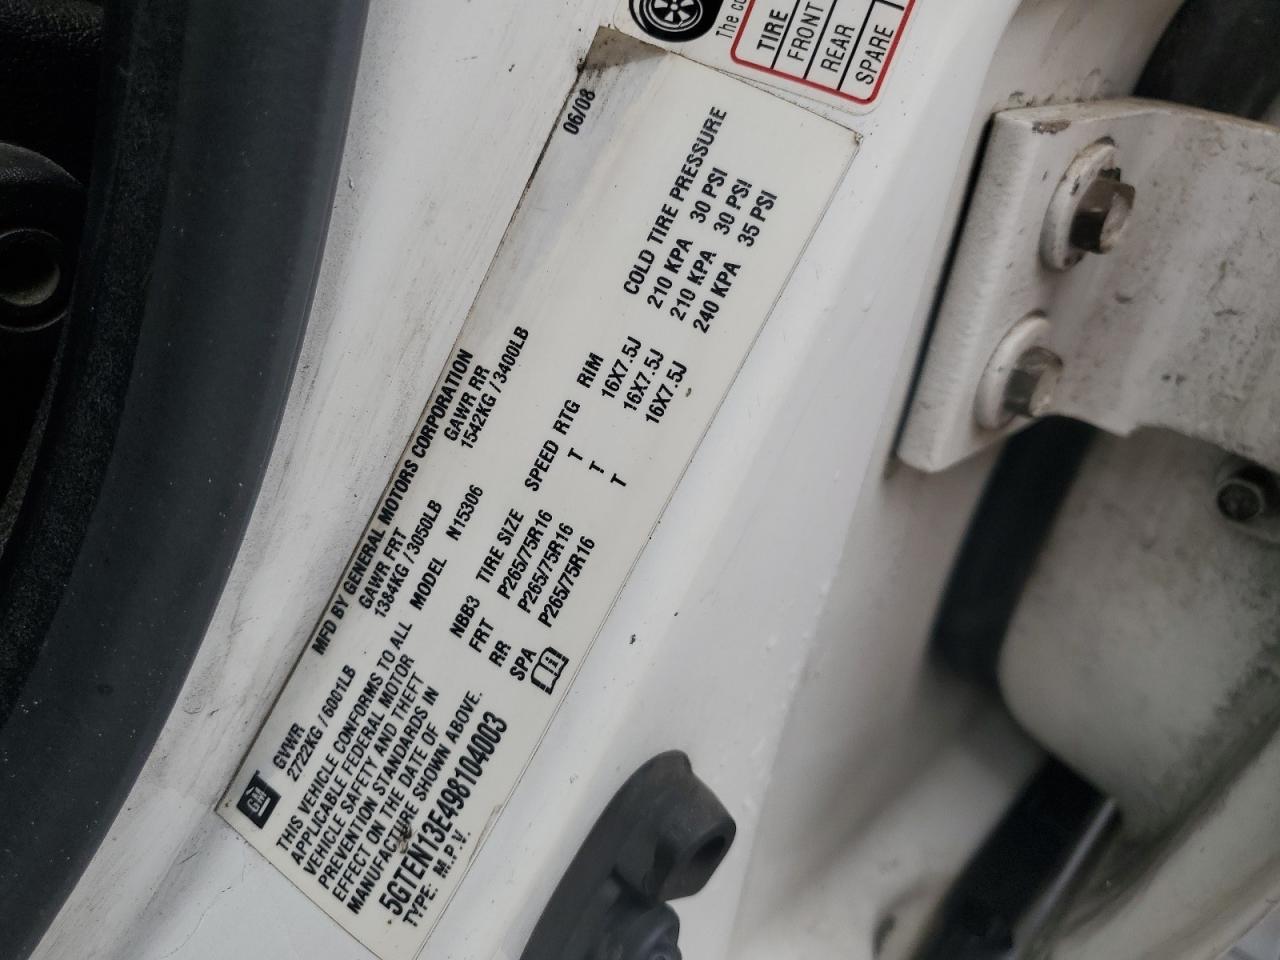 The
TIRE
FRONT
REAR
SPARE
06/08
MFD BY GENERAL MOTORS CORPORATION
GM
GVWR GAWR FRT GAWR RR
2722KG / 6001LB 1384KG / 3050LB 1542KG / 3400LB
THIS VEHICLE CONFORMS TO ALL
APPLICABLE FEDERAL MOTOR
VEHICLE SAFETY AND THEFT
PREVENTION STANDARDS IN
EFFECT ON THE DATE OF
MANUFACTURE SHOWN ABOVE.
5GTEN13E498104003
TYPE: M.P.V.
MODEL N15306
NBB3 TIRE SIZE SPEED RTG RIM COLD TIRE PRESSURE
FRT P265/75R16 T 16X7.5J 210 KPA 30 PSI
RR P265/75R16 T 16X7.5J 210 KPA 30 PSI
SPA P265/75R16 T 16X7.5J 240 KPA 35 PSI